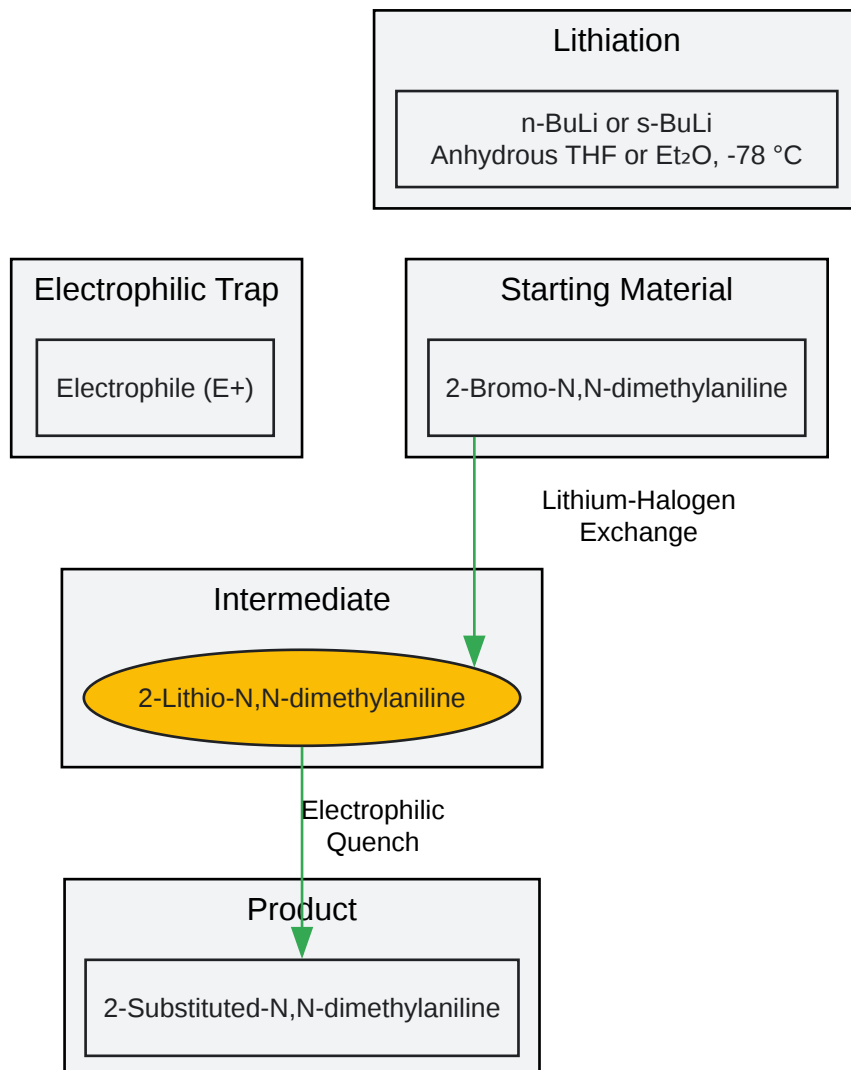 Lithiation
n-BuLi or s-BuLi
Anhydrous THF or Et₂O, -78 °C
Electrophilic Trap
Electrophile (E+)
Starting Material
2-Bromo-N,N-dimethylaniline
Lithium-Halogen
Exchange
Intermediate
2-Lithio-N,N-dimethylaniline
Electrophilic
Quench
Product
2-Substituted-N,N-dimethylaniline